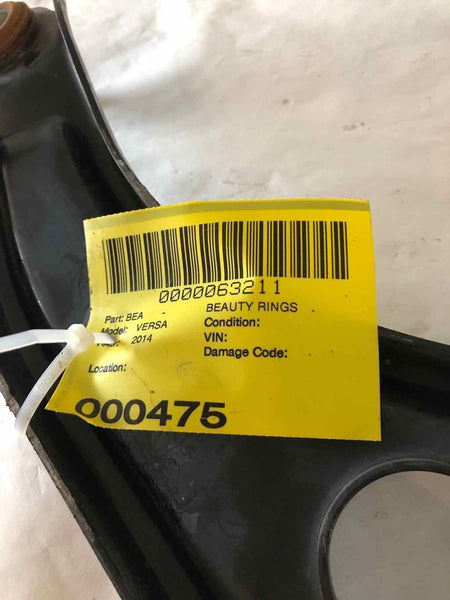 0000063211
Part: BEA - BEAUTY RINGS
Model: VERSA Condition:
2014 VIN:
Damage Code:
Location:
000475